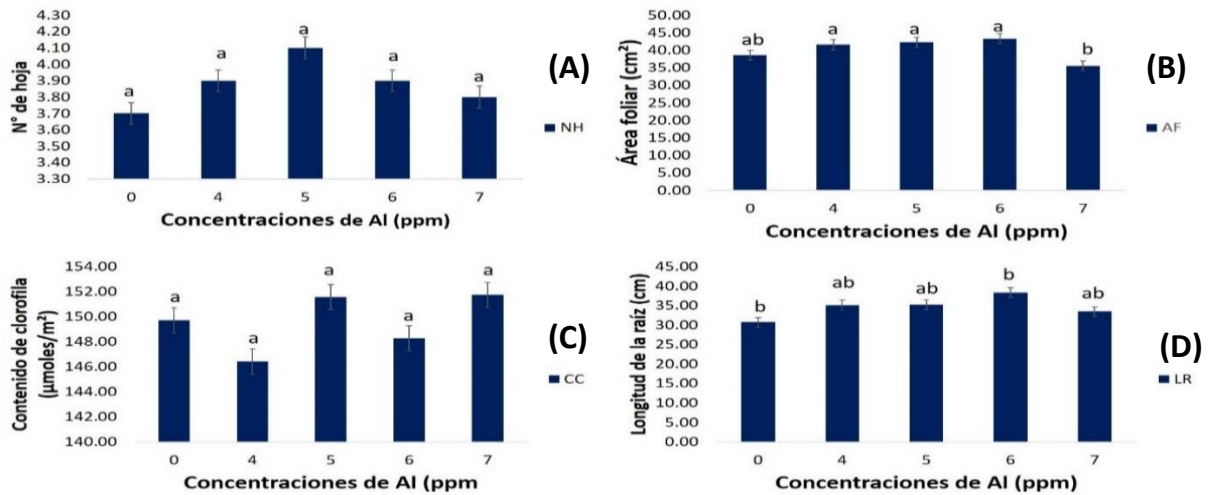 4.30
4.20
4.10
4.00
3.90
3.80
3.70
3.60
3.50
3.40
3.30
N° de hoja
a
a
a
a
a
0 4 5 6 7
Concentraciones de Al (ppm)
(A)
NH
50.00
45.00
40.00
35.00
30.00
25.00
20.00
15.00
10.00
5.00
0.00
Área foliar (cm²)
ab
a
a
a
b
0 4 5 6 7
Concentraciones de Al (ppm)
(B)
AF
154.00
152.00
150.00
148.00
146.00
144.00
142.00
140.00
Contenido de clorofila
(µmoles/m²)
a
a
a
a
a
0 4 5 6 7
Concentraciones de Al (ppm
(C)
CC
45.00
40.00
35.00
30.00
25.00
20.00
15.00
10.00
5.00
0.00
Longitud de la raíz (cm)
b
ab
ab
b
ab
0 4 5 6 7
Concentraciones de Al (ppm)
(D)
LR